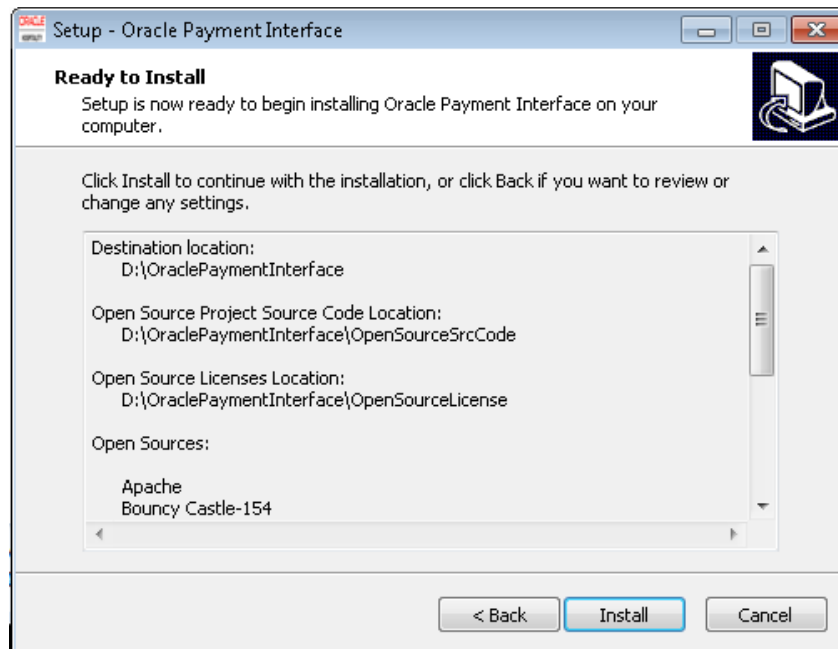 ORACLE
Setup - Oracle Payment Interface
Ready to Install
Setup is now ready to begin installing Oracle Payment Interface on your
computer.
Click Install to continue with the installation, or click Back if you want to review or
change any settings.
Destination location:
D:\OraclePaymentInterface
Open Source Project Source Code Location:
D:\OraclePaymentInterface\OpenSourceSrcCode
Open Source Licenses Location:
D:\OraclePaymentInterface\OpenSourceLicense
Open Sources:
Apache
Bouncy Castle-154
< Back
Install
Cancel